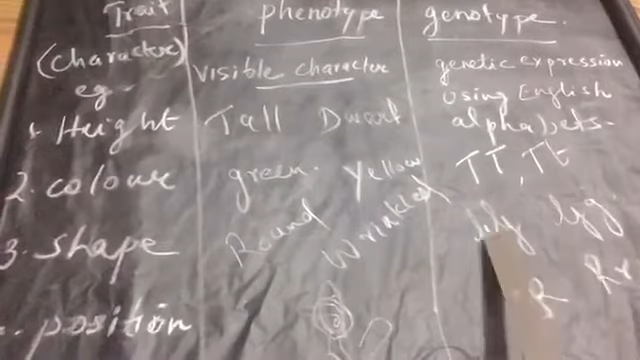 Trait phenotype genotype.
(character) visible character genetic expression
eg- using English
1. Height Tall Dwarf alphabets-
2. colour green. yellow TT, Tt
3. shape Round Wrinkled
R Rr
position